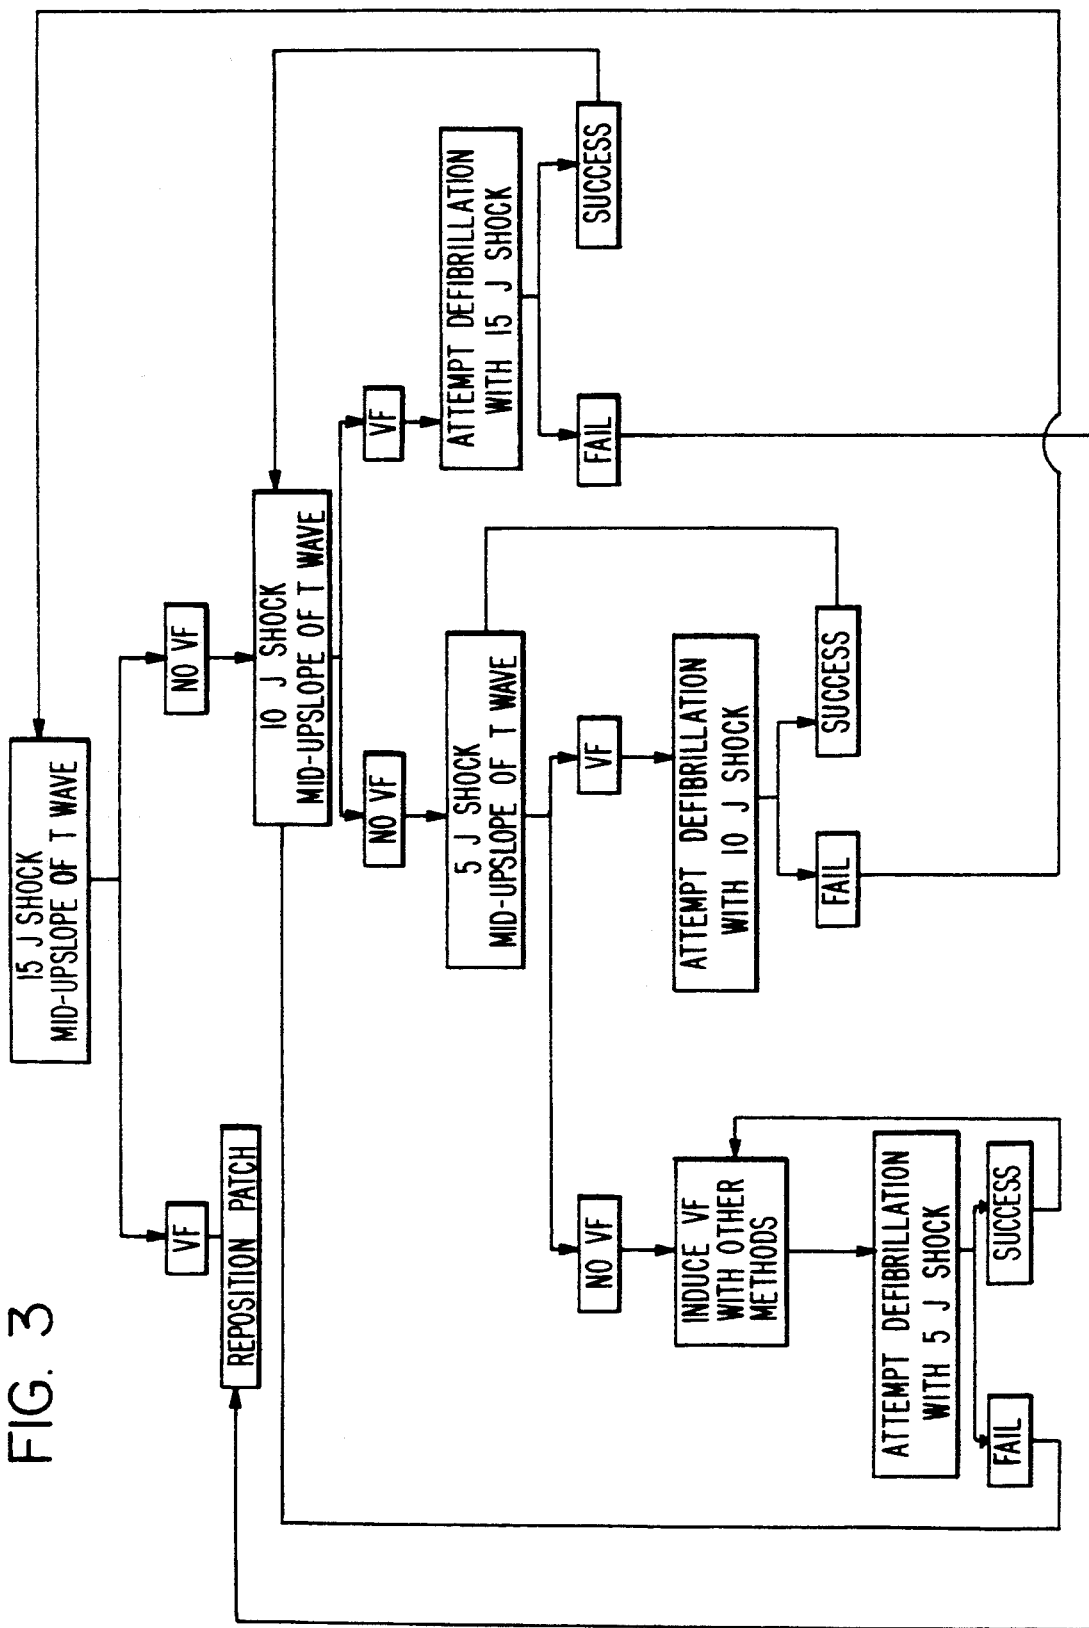 FIG. 3
15 J SHOCK
MID-UPSLOPE OF T WAVE
VF
NO VF
REPOSITION PATCH
10 J SHOCK
MID-UPSLOPE OF T WAVE
NO VF
VF
5 J SHOCK
MID-UPSLOPE OF T WAVE
ATTEMPT DEFIBRILLATION
WITH 15 J SHOCK
NO VF
VF
FAIL
SUCCESS
INDUCE VF
WITH OTHER
METHODS
ATTEMPT DEFIBRILLATION
WITH 10 J SHOCK
FAIL
SUCCESS
ATTEMPT DEFIBRILLATION
WITH 5 J SHOCK
FAIL
SUCCESS